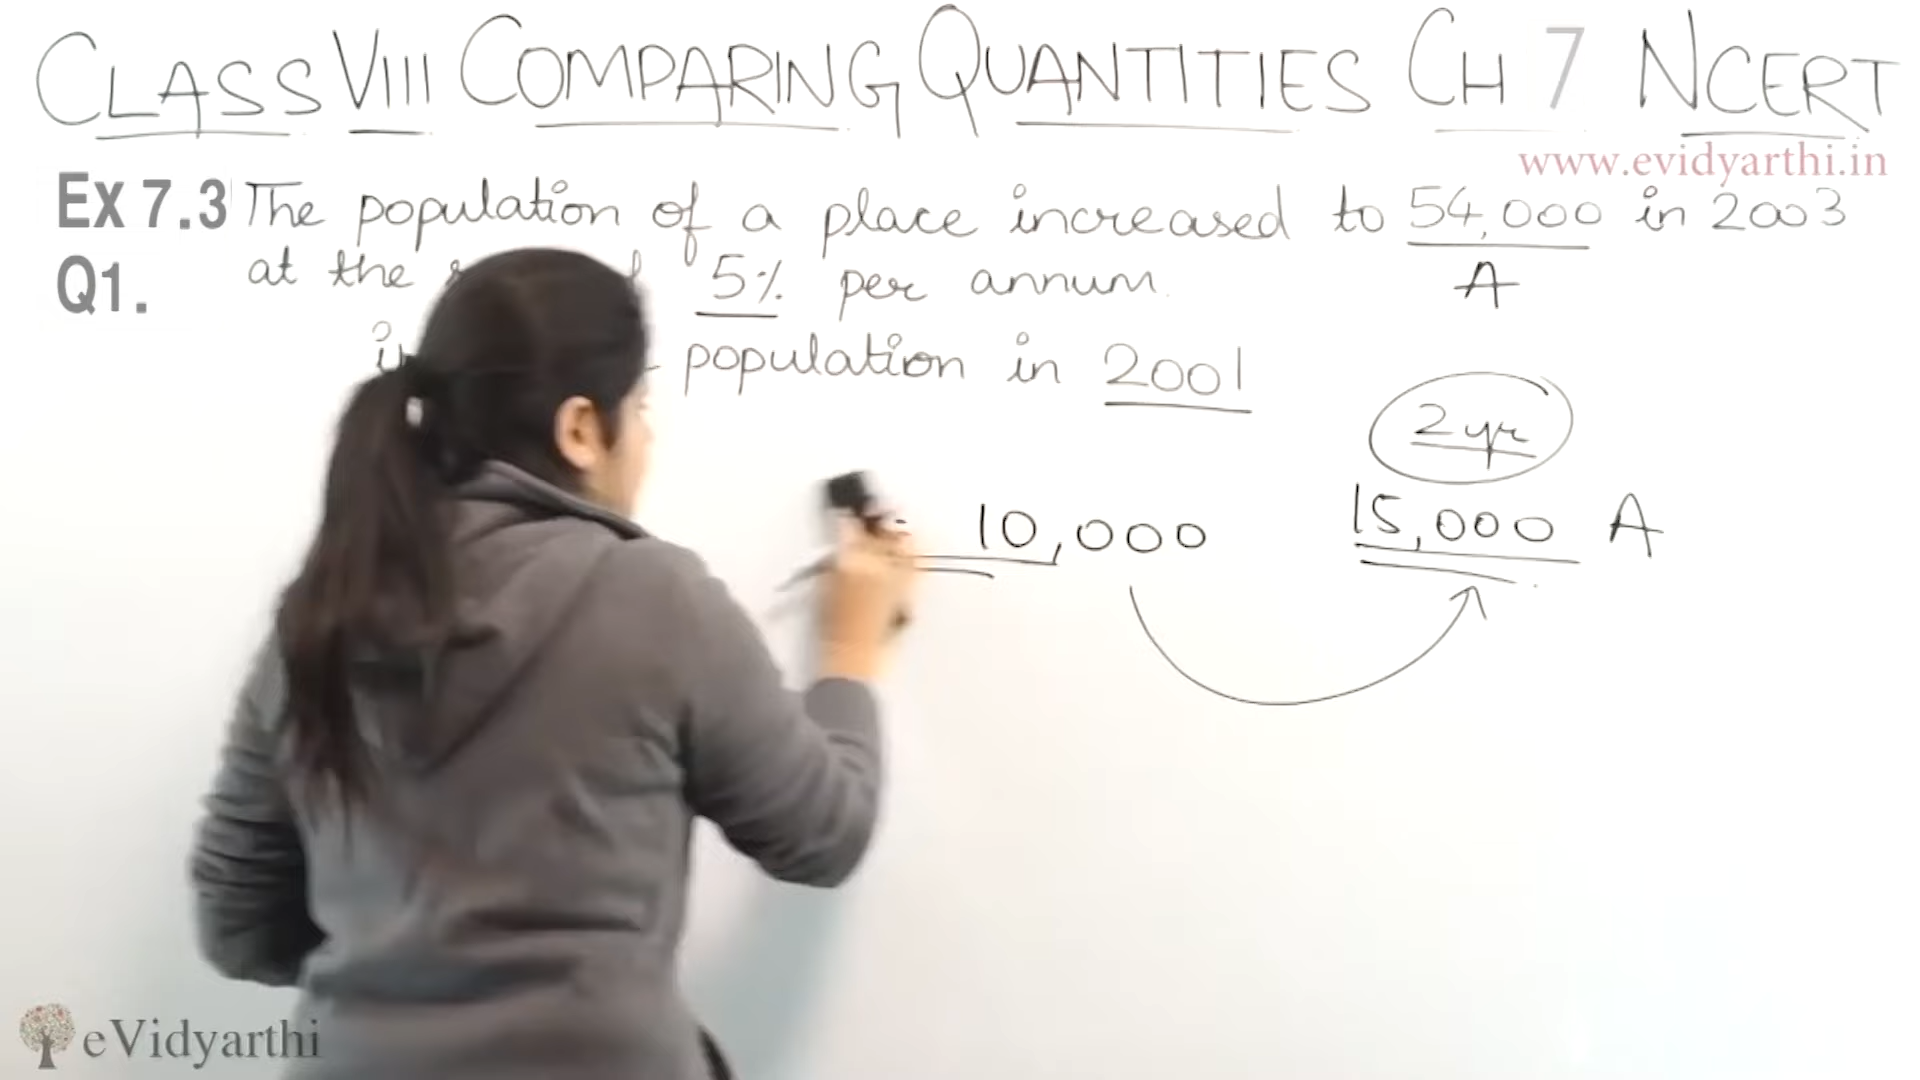 CLASS VIII COMPARING QUANTITIES CH 7 NCERT
www.evidyarthi.in
Ex 7.3 The population of a place increased to 54,000 in 2003
Q1. at the 5% per annum.
A
population in 2001
2 yr
10,000 15,000 A
eVidyarthi